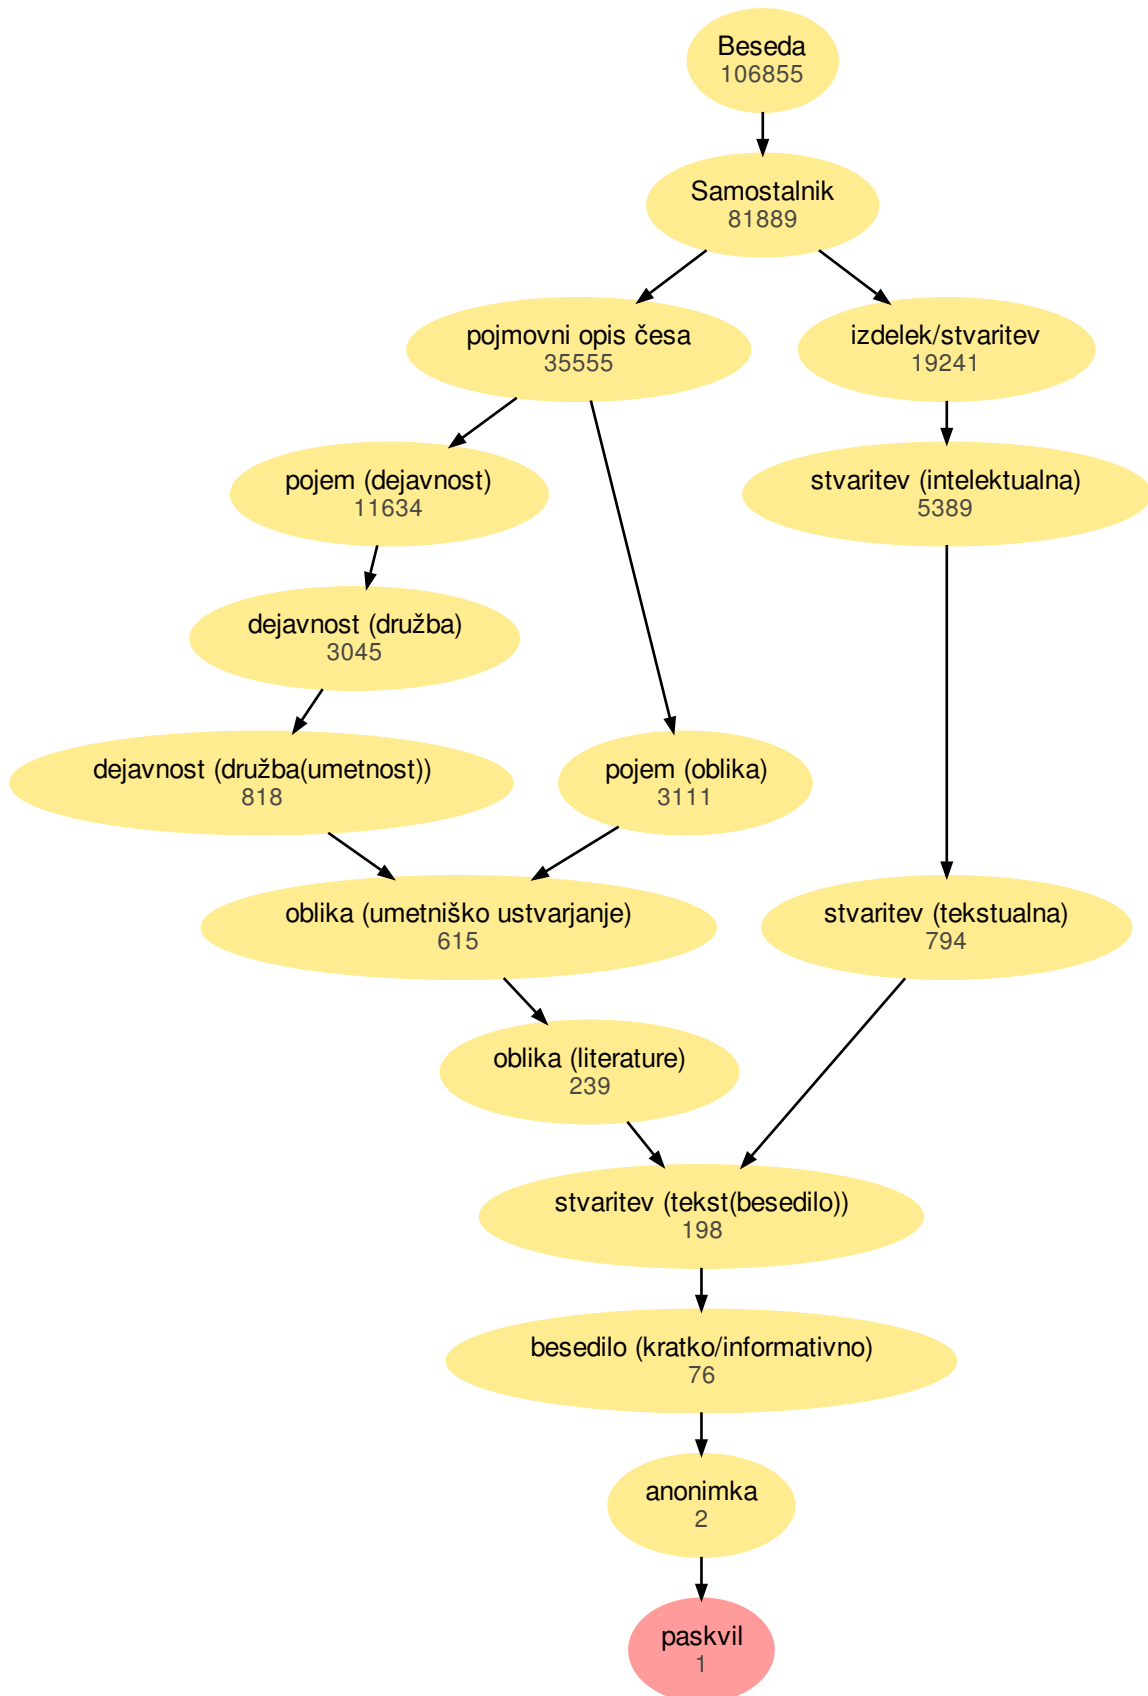 Beseda
106855
Samostalnik
81889
pojmovni opis česa
35555
izdelek/stvaritev
19241
pojem (dejavnost)
11634
stvaritev (intelektualna)
5389
dejavnost (družba)
3045
dejavnost (družba(umetnost))
818
pojem (oblika)
3111
oblika (umetniško ustvarjanje)
615
stvaritev (tekstualna)
794
oblika (literature)
239
stvaritev (tekst(besedilo))
198
besedilo (kratko/informativno)
76
anonimka
2
paskvil
1